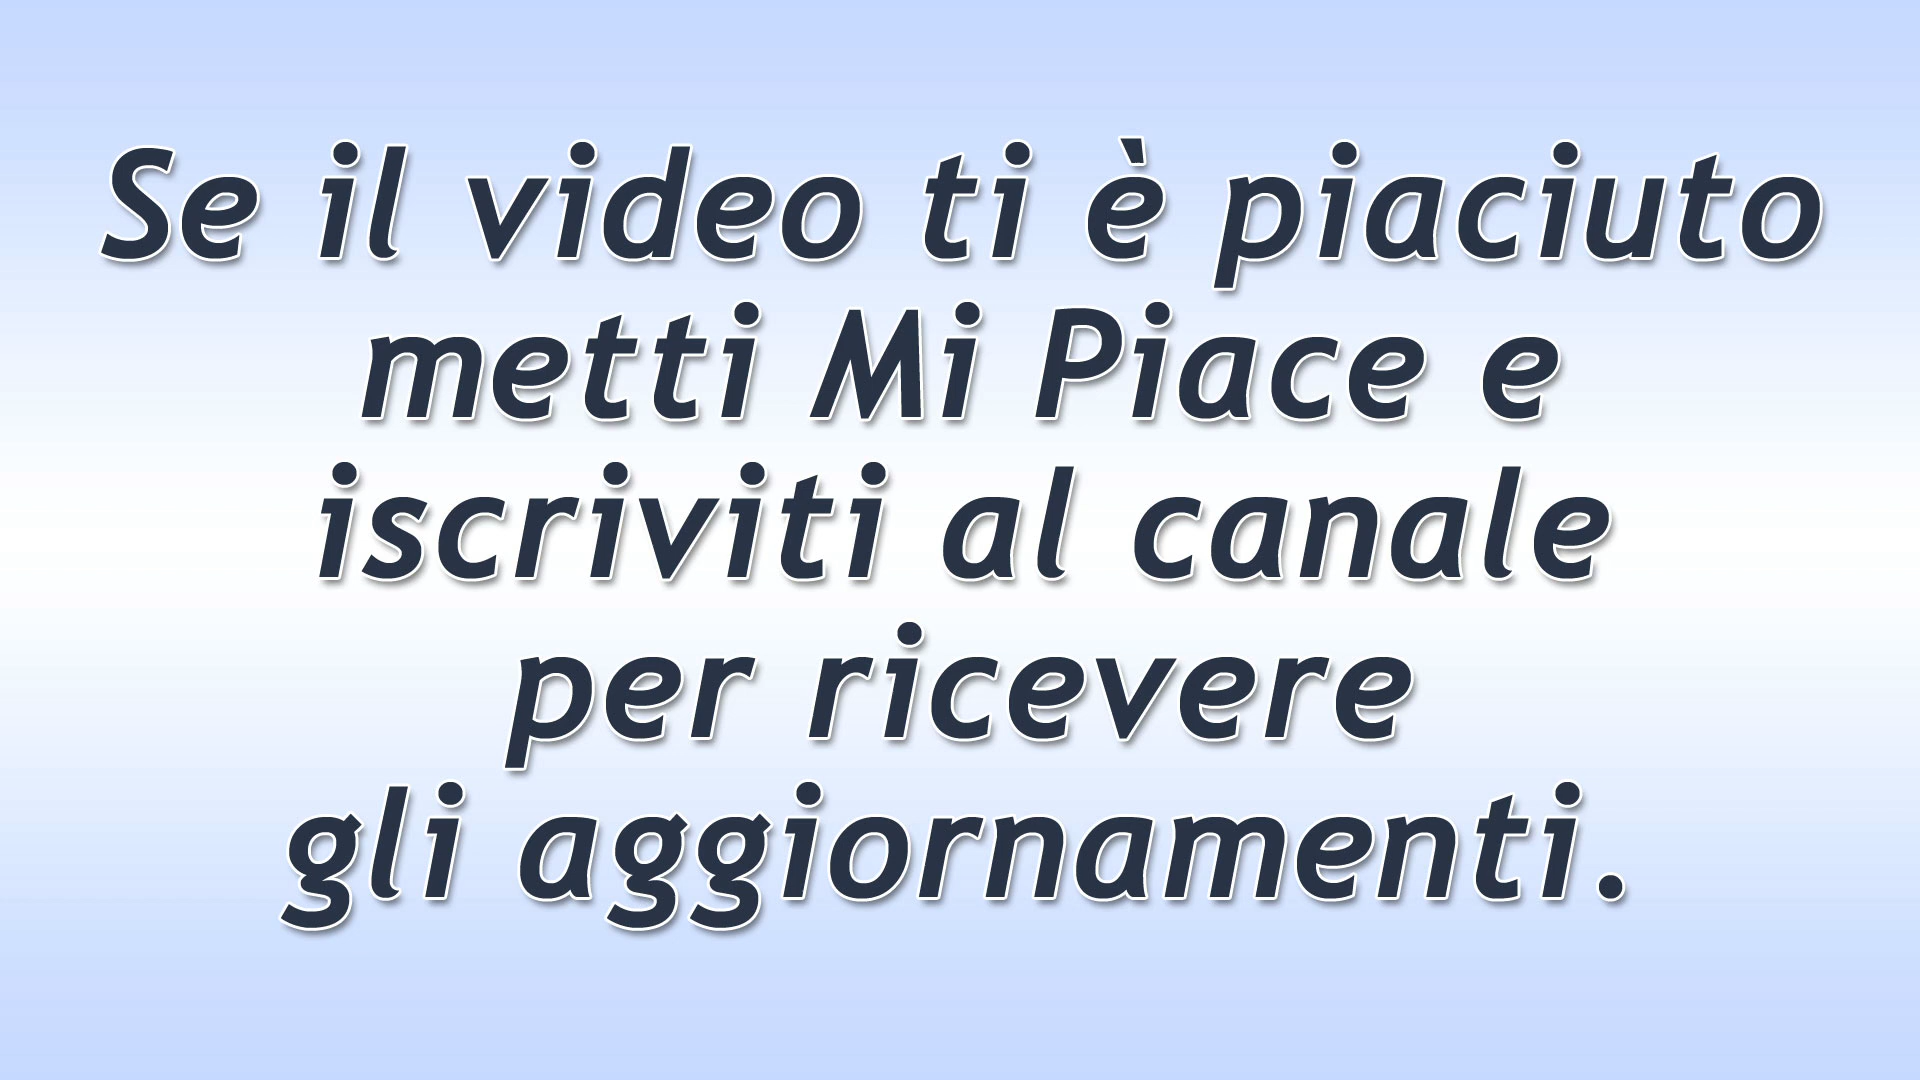 Se il video ti è piaciuto
metti Mi Piace e
iscriviti al canale
per ricevere
gli aggiornamenti.